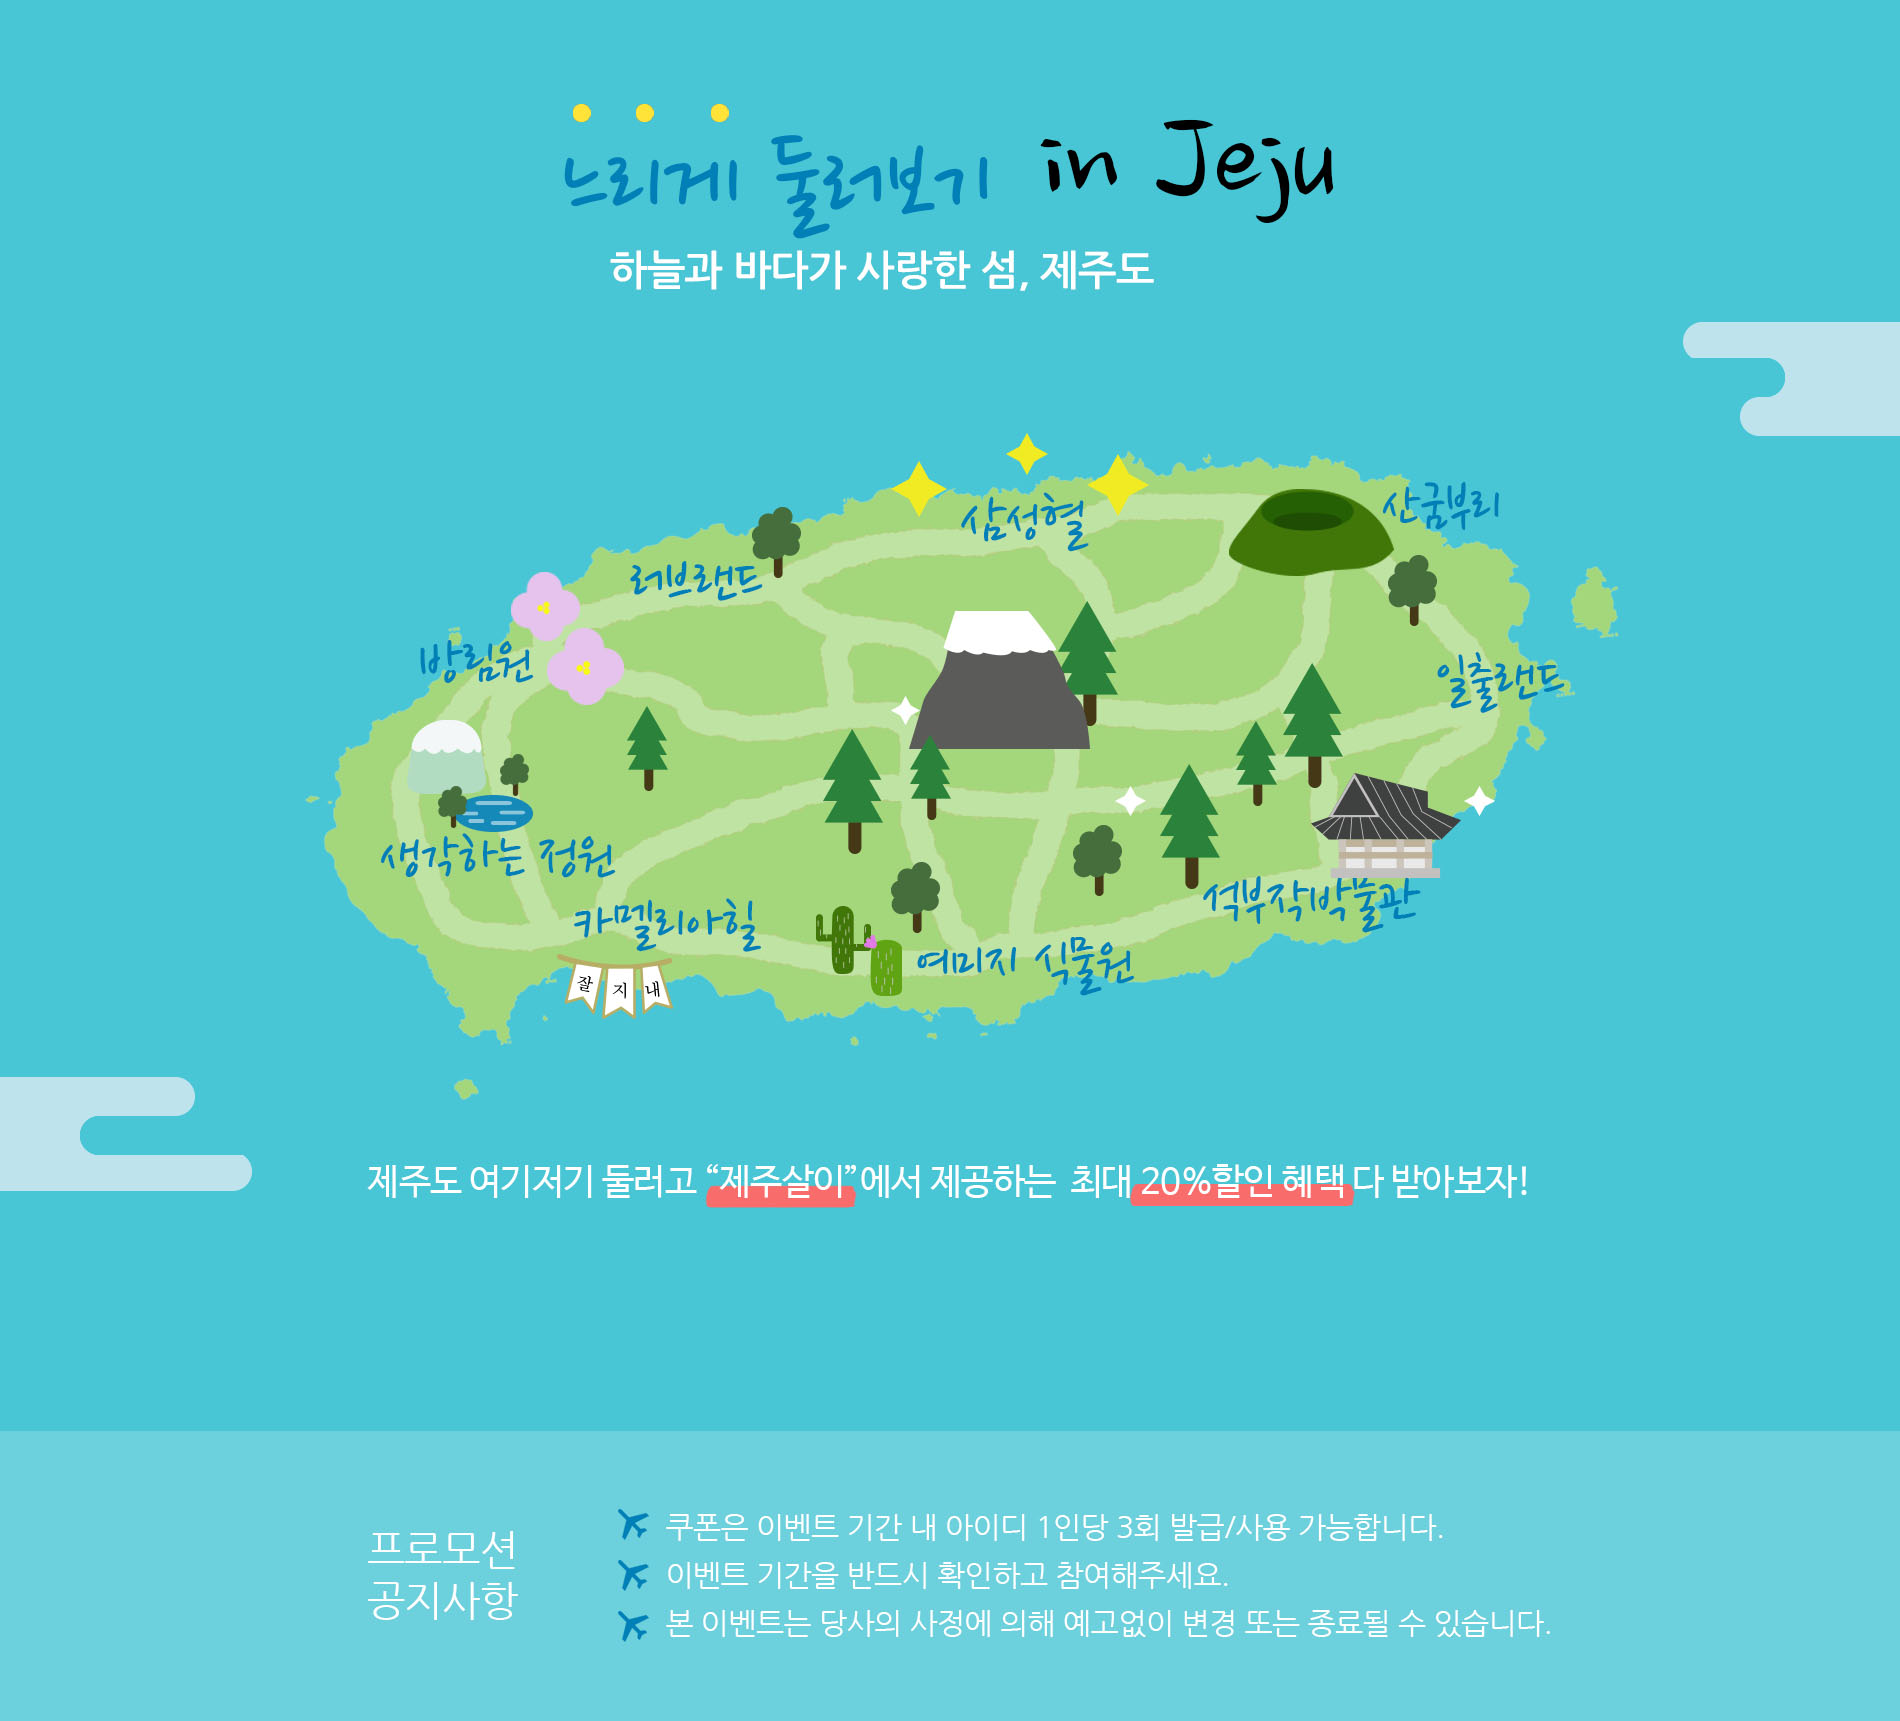 느리게 둘러보기 in Jeju
하늘과 바다가 사랑한 섬, 제주도
삼성혈
산굼부리
러브랜드
방림원
일출랜드
생각하는 정원
카멜리아힐
석부작박물관
예미지 식물원
잘 지 내
제주도 여기저기 둘러고 “제주살이”에서 제공하는 최대 20%할인 혜택 다 받아보자!
프로모션
공지사항
쿠폰은 이벤트 기간 내 아이디 1인당 3회 발급/사용 가능합니다.
이벤트 기간을 반드시 확인하고 참여해주세요.
본 이벤트는 당사의 사정에 의해 예고없이 변경 또는 종료될 수 있습니다.